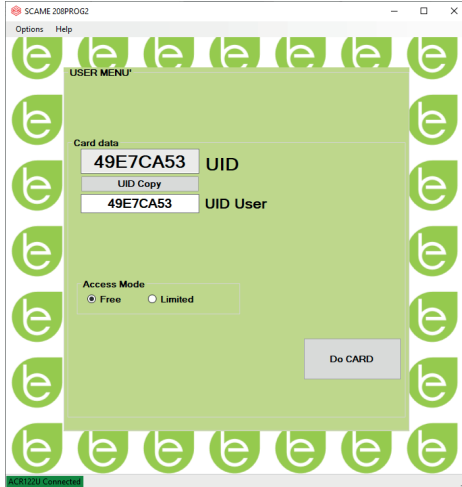 SCAME 208PROG2
Options Help
USER MENU'
Card data
49E7CA53 UID
UID Copy
49E7CA53 UID User
Access Mode
Free Limited
Do CARD
ACR122U Connected